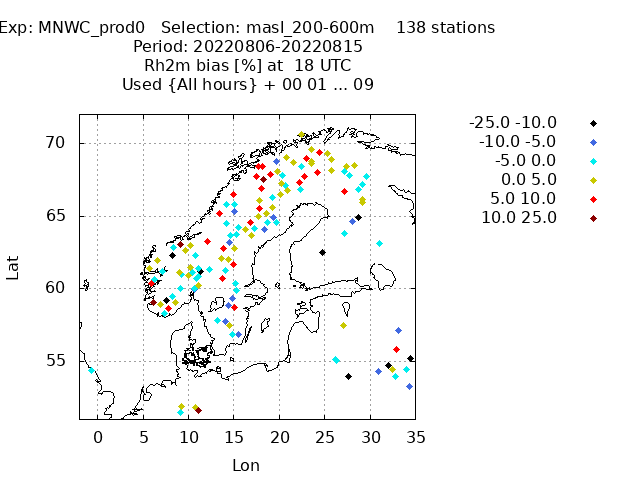 Exp: MNWC_prod0 Selection: masl_200-600m 138 stations
Period: 20220806-20220815
Rh2m bias [%] at 18 UTC
Used {All hours} + 00 01 ... 09
-25.0 -10.0
-10.0 -5.0
-5.0 0.0
0.0 5.0
5.0 10.0
10.0 25.0
70
65
60
55
Lat
0 5 10 15 20 25 30 35
Lon